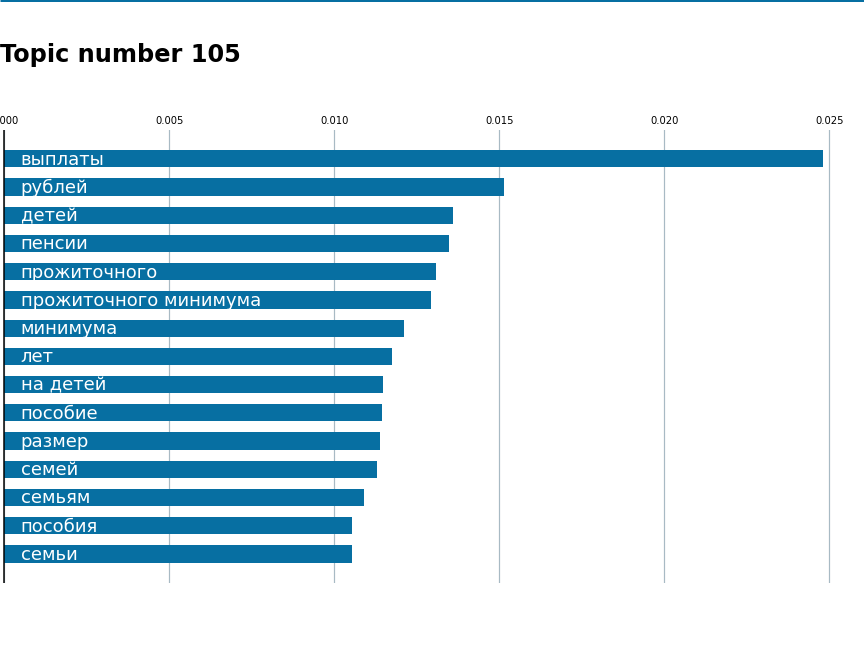 Topic number 105
000 0.005 0.010 0.015 0.020 0.025
выплаты
рублей
детей
пенсии
прожиточного
прожиточного минимума
минимума
лет
на детей
пособие
размер
семей
семьям
пособия
семьи